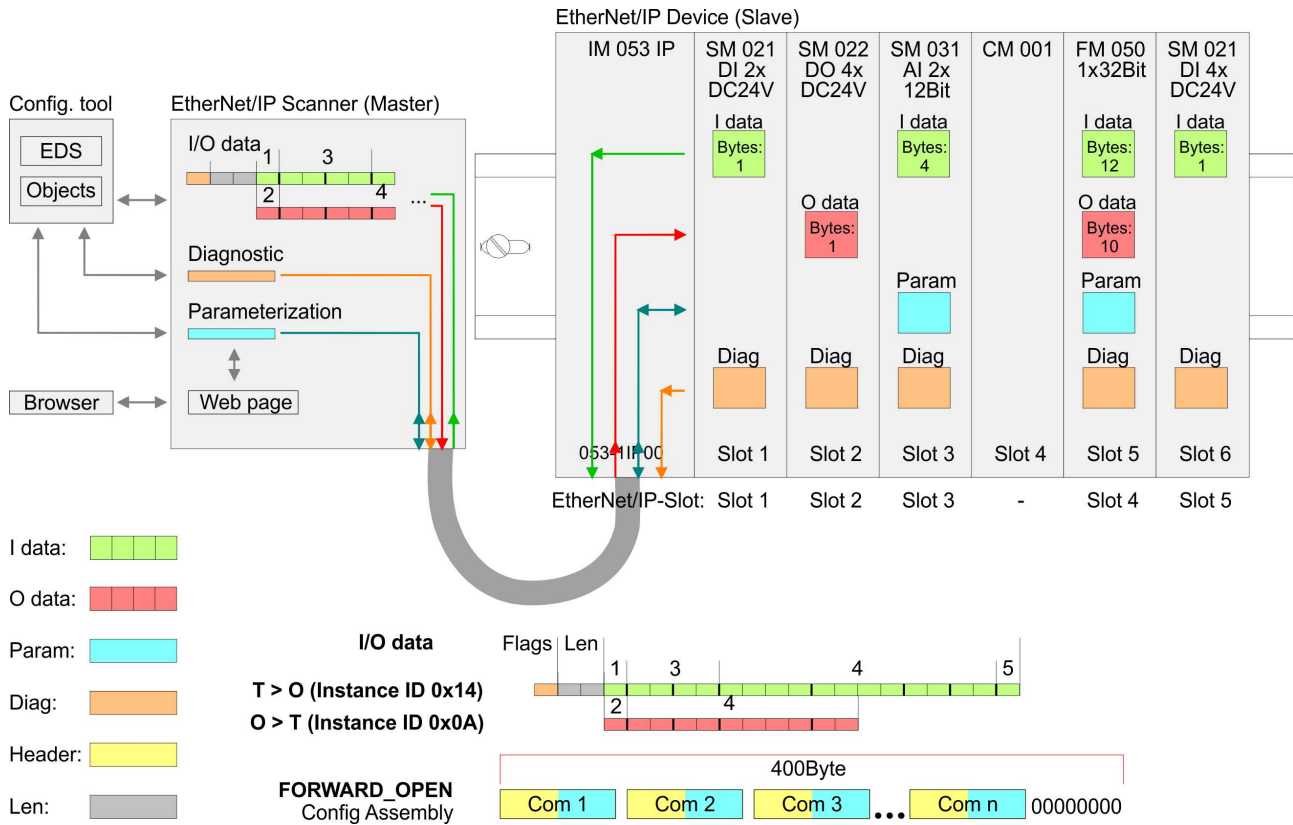 EtherNet/IP Device (Slave)
IM 053 IP
SM 021
DI 2x
DC24V
SM 022
DO 4x
DC24V
SM 031
AI 2x
12Bit
CM 001
FM 050
1x32Bit
SM 021
DI 4x
DC24V
Config. tool
EtherNet/IP Scanner (Master)
EDS
Objects
I/O data
1 3
2 4 ...
Diagnostic
Parameterization
Browser
Web page
I data I data I data I data
Bytes:
1
Bytes:
4
Bytes:
12
Bytes:
1
O data O data
Bytes:
1
Bytes:
10
Param Param
Diag Diag Diag Diag Diag
053-1IP00 Slot 1 Slot 2 Slot 3 Slot 4 Slot 5 Slot 6
EtherNet/IP-Slot: Slot 1 Slot 2 Slot 3 - Slot 4 Slot 5
I data:
O data:
Param:
Diag:
Header:
Len:
I/O data Flags Len
1 3 4 5
T > O (Instance ID 0x14)
2 4
O > T (Instance ID 0x0A)
400Byte
FORWARD_OPEN
Config Assembly
Com 1 Com 2 Com 3 ... Com n 00000000